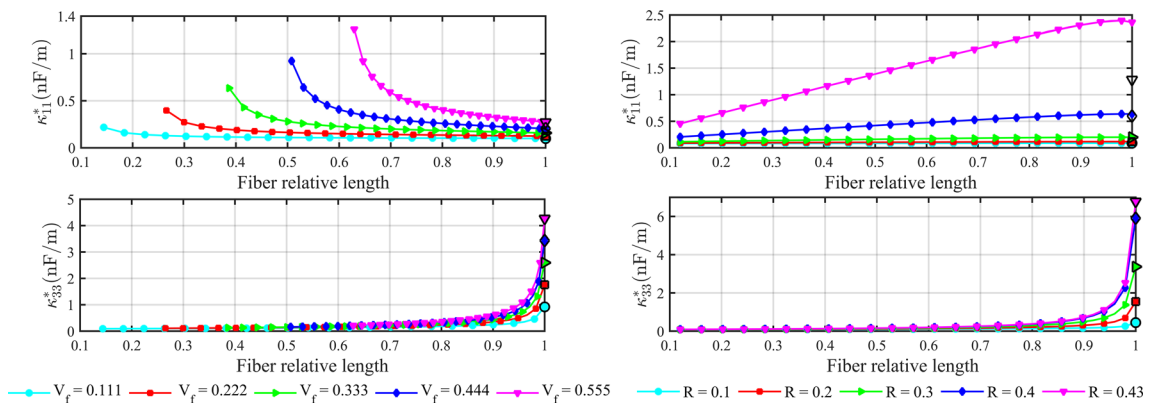 κ*11 (nF/m)
1.4
1
0.5
0
0.1 0.2 0.3 0.4 0.5 0.6 0.7 0.8 0.9 1
Fiber relative length
κ*33 (nF/m)
5
4
3
2
1
0
0.1 0.2 0.3 0.4 0.5 0.6 0.7 0.8 0.9 1
Fiber relative length
Vf = 0.111 Vf = 0.222 Vf = 0.333 Vf = 0.444 Vf = 0.555
κ*11 (nF/m)
2.5
2
1.5
1
0.5
0
0.1 0.2 0.3 0.4 0.5 0.6 0.7 0.8 0.9 1
Fiber relative length
κ*33 (nF/m)
6
4
2
0
0.1 0.2 0.3 0.4 0.5 0.6 0.7 0.8 0.9 1
Fiber relative length
R = 0.1 R = 0.2 R = 0.3 R = 0.4 R = 0.43